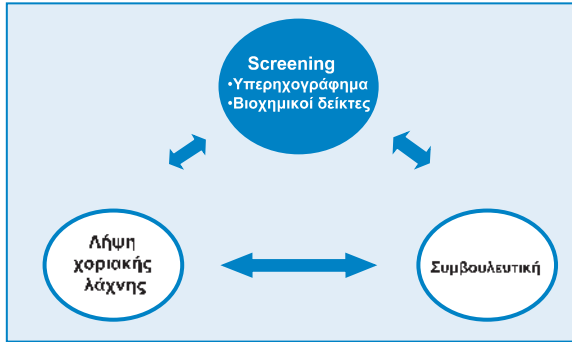 Screening
•Υπερηχογράφημα
•Βιοχημικοί δείκτες
Λήψη
χοριακής
λάχνης
Συμβουλευτική